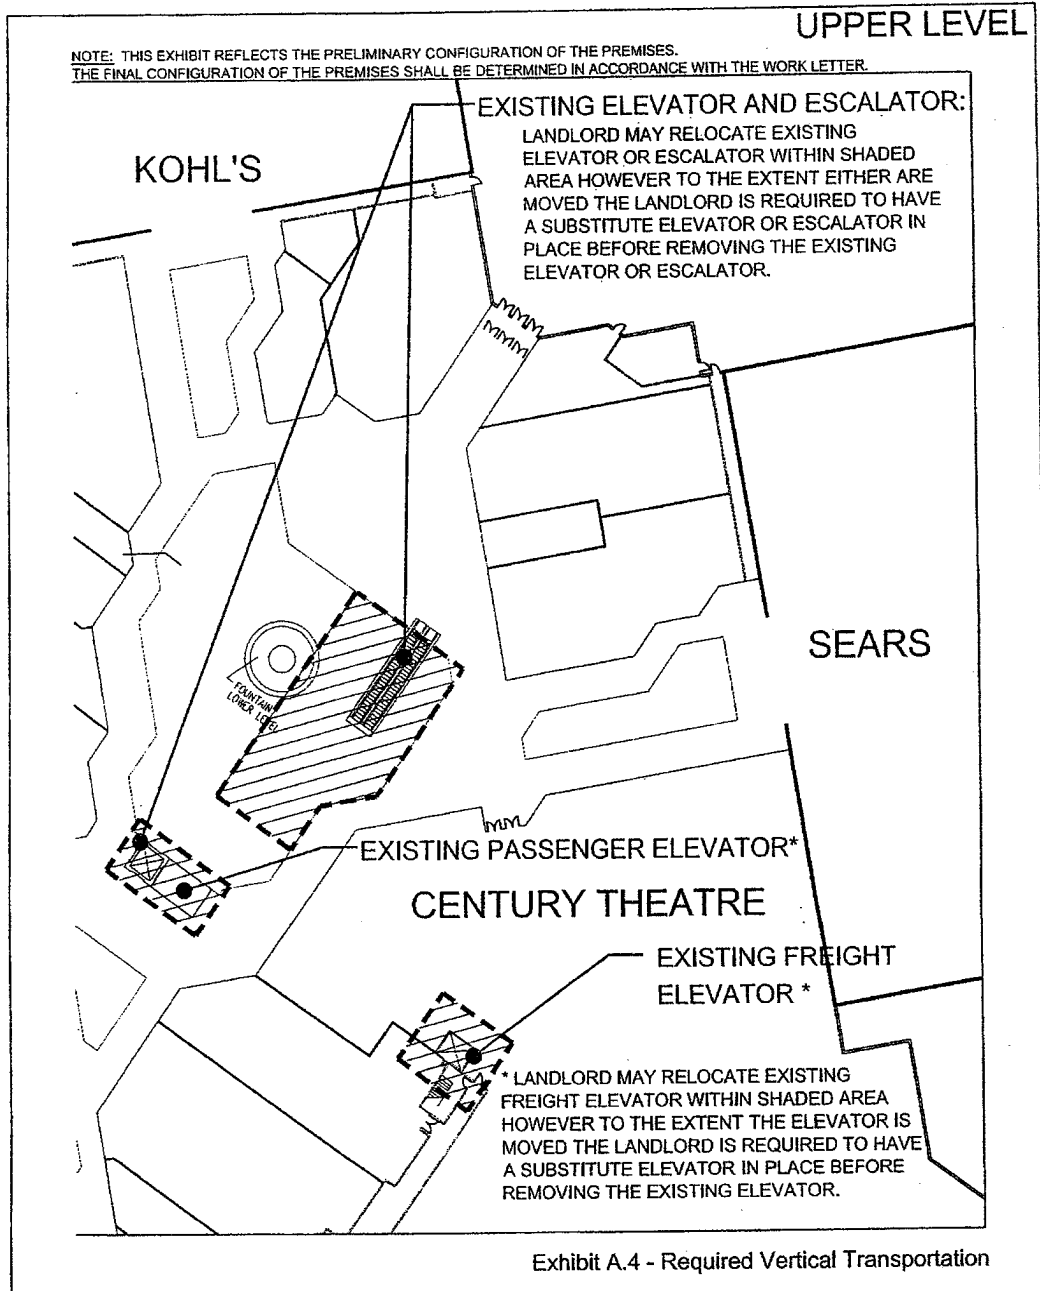 UPPER LEVEL
NOTE: THIS EXHIBIT REFLECTS THE PRELIMINARY CONFIGURATION OF THE PREMISES.
THE FINAL CONFIGURATION OF THE PREMISES SHALL BE DETERMINED IN ACCORDANCE WITH THE WORK LETTER.
EXISTING ELEVATOR AND ESCALATOR:
LANDLORD MAY RELOCATE EXISTING
ELEVATOR OR ESCALATOR WITHIN SHADED
AREA HOWEVER TO THE EXTENT EITHER ARE
MOVED THE LANDLORD IS REQUIRED TO HAVE
A SUBSTITUTE ELEVATOR OR ESCALATOR IN
PLACE BEFORE REMOVING THE EXISTING
ELEVATOR OR ESCALATOR.
KOHL'S
SEARS
FOUNTAIN
LOWER LEVEL
EXISTING PASSENGER ELEVATOR*
CENTURY THEATRE
EXISTING FREIGHT
ELEVATOR *
* LANDLORD MAY RELOCATE EXISTING
FREIGHT ELEVATOR WITHIN SHADED AREA
HOWEVER TO THE EXTENT THE ELEVATOR IS
MOVED THE LANDLORD IS REQUIRED TO HAVE
A SUBSTITUTE ELEVATOR IN PLACE BEFORE
REMOVING THE EXISTING ELEVATOR.
Exhibit A.4 - Required Vertical Transportation